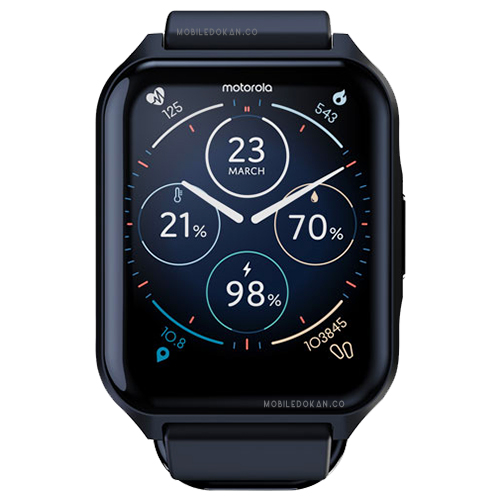 MOBILEDOKAN.CO
motorola
125
543
23
MARCH
21%
70%
98%
10.8
103845
MOBILEDOKAN.CO